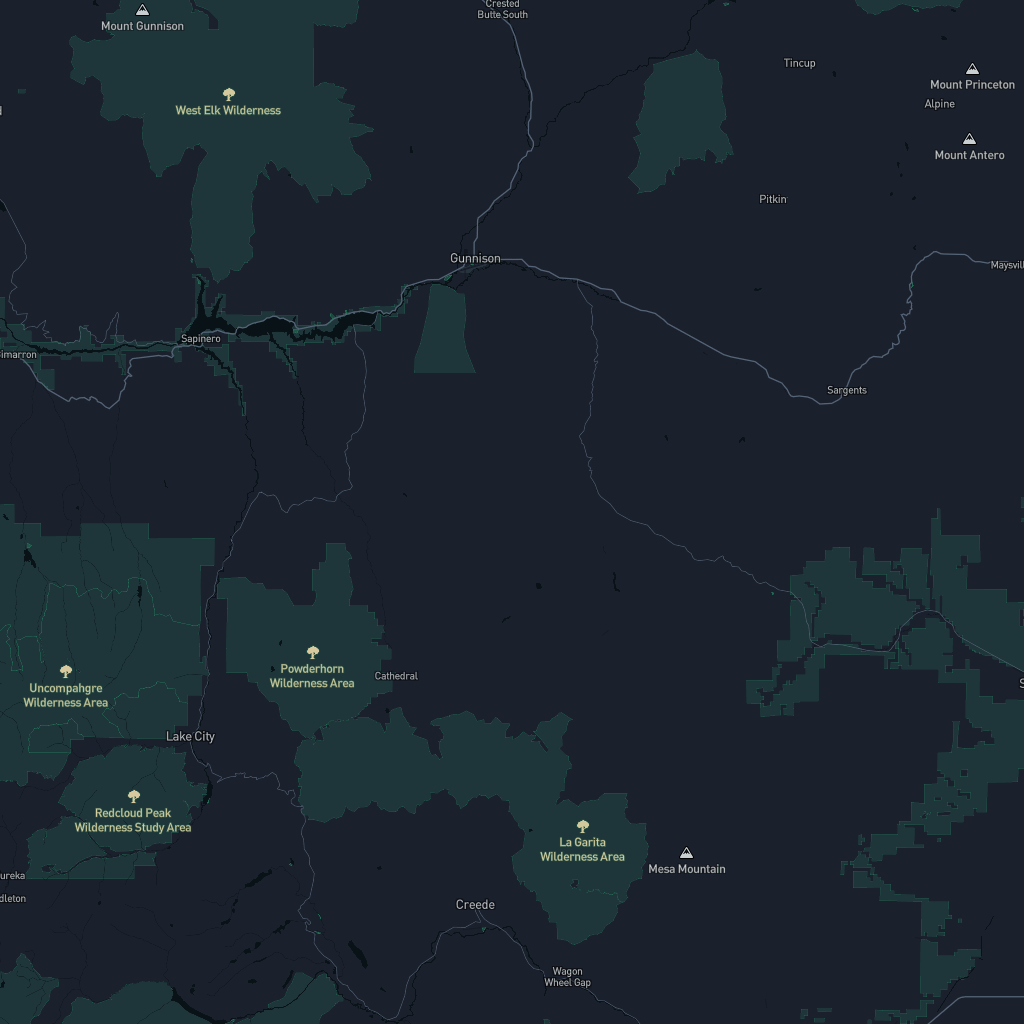 Crested
Butte South
Mount Gunnison
Tincup
Mount Princeton
Alpine
West Elk Wilderness
Mount Antero
Pitkin
Gunnison
Maysvill
Sapinero
imarron
Sargents
Powderhorn
Wilderness Area
Cathedral
Uncompahgre
Wilderness Area
S
Lake City
Redcloud Peak
Wilderness Study Area
La Garita
Wilderness Area
Mesa Mountain
ureka
dleton
Creede
Wagon
Wheel Gap